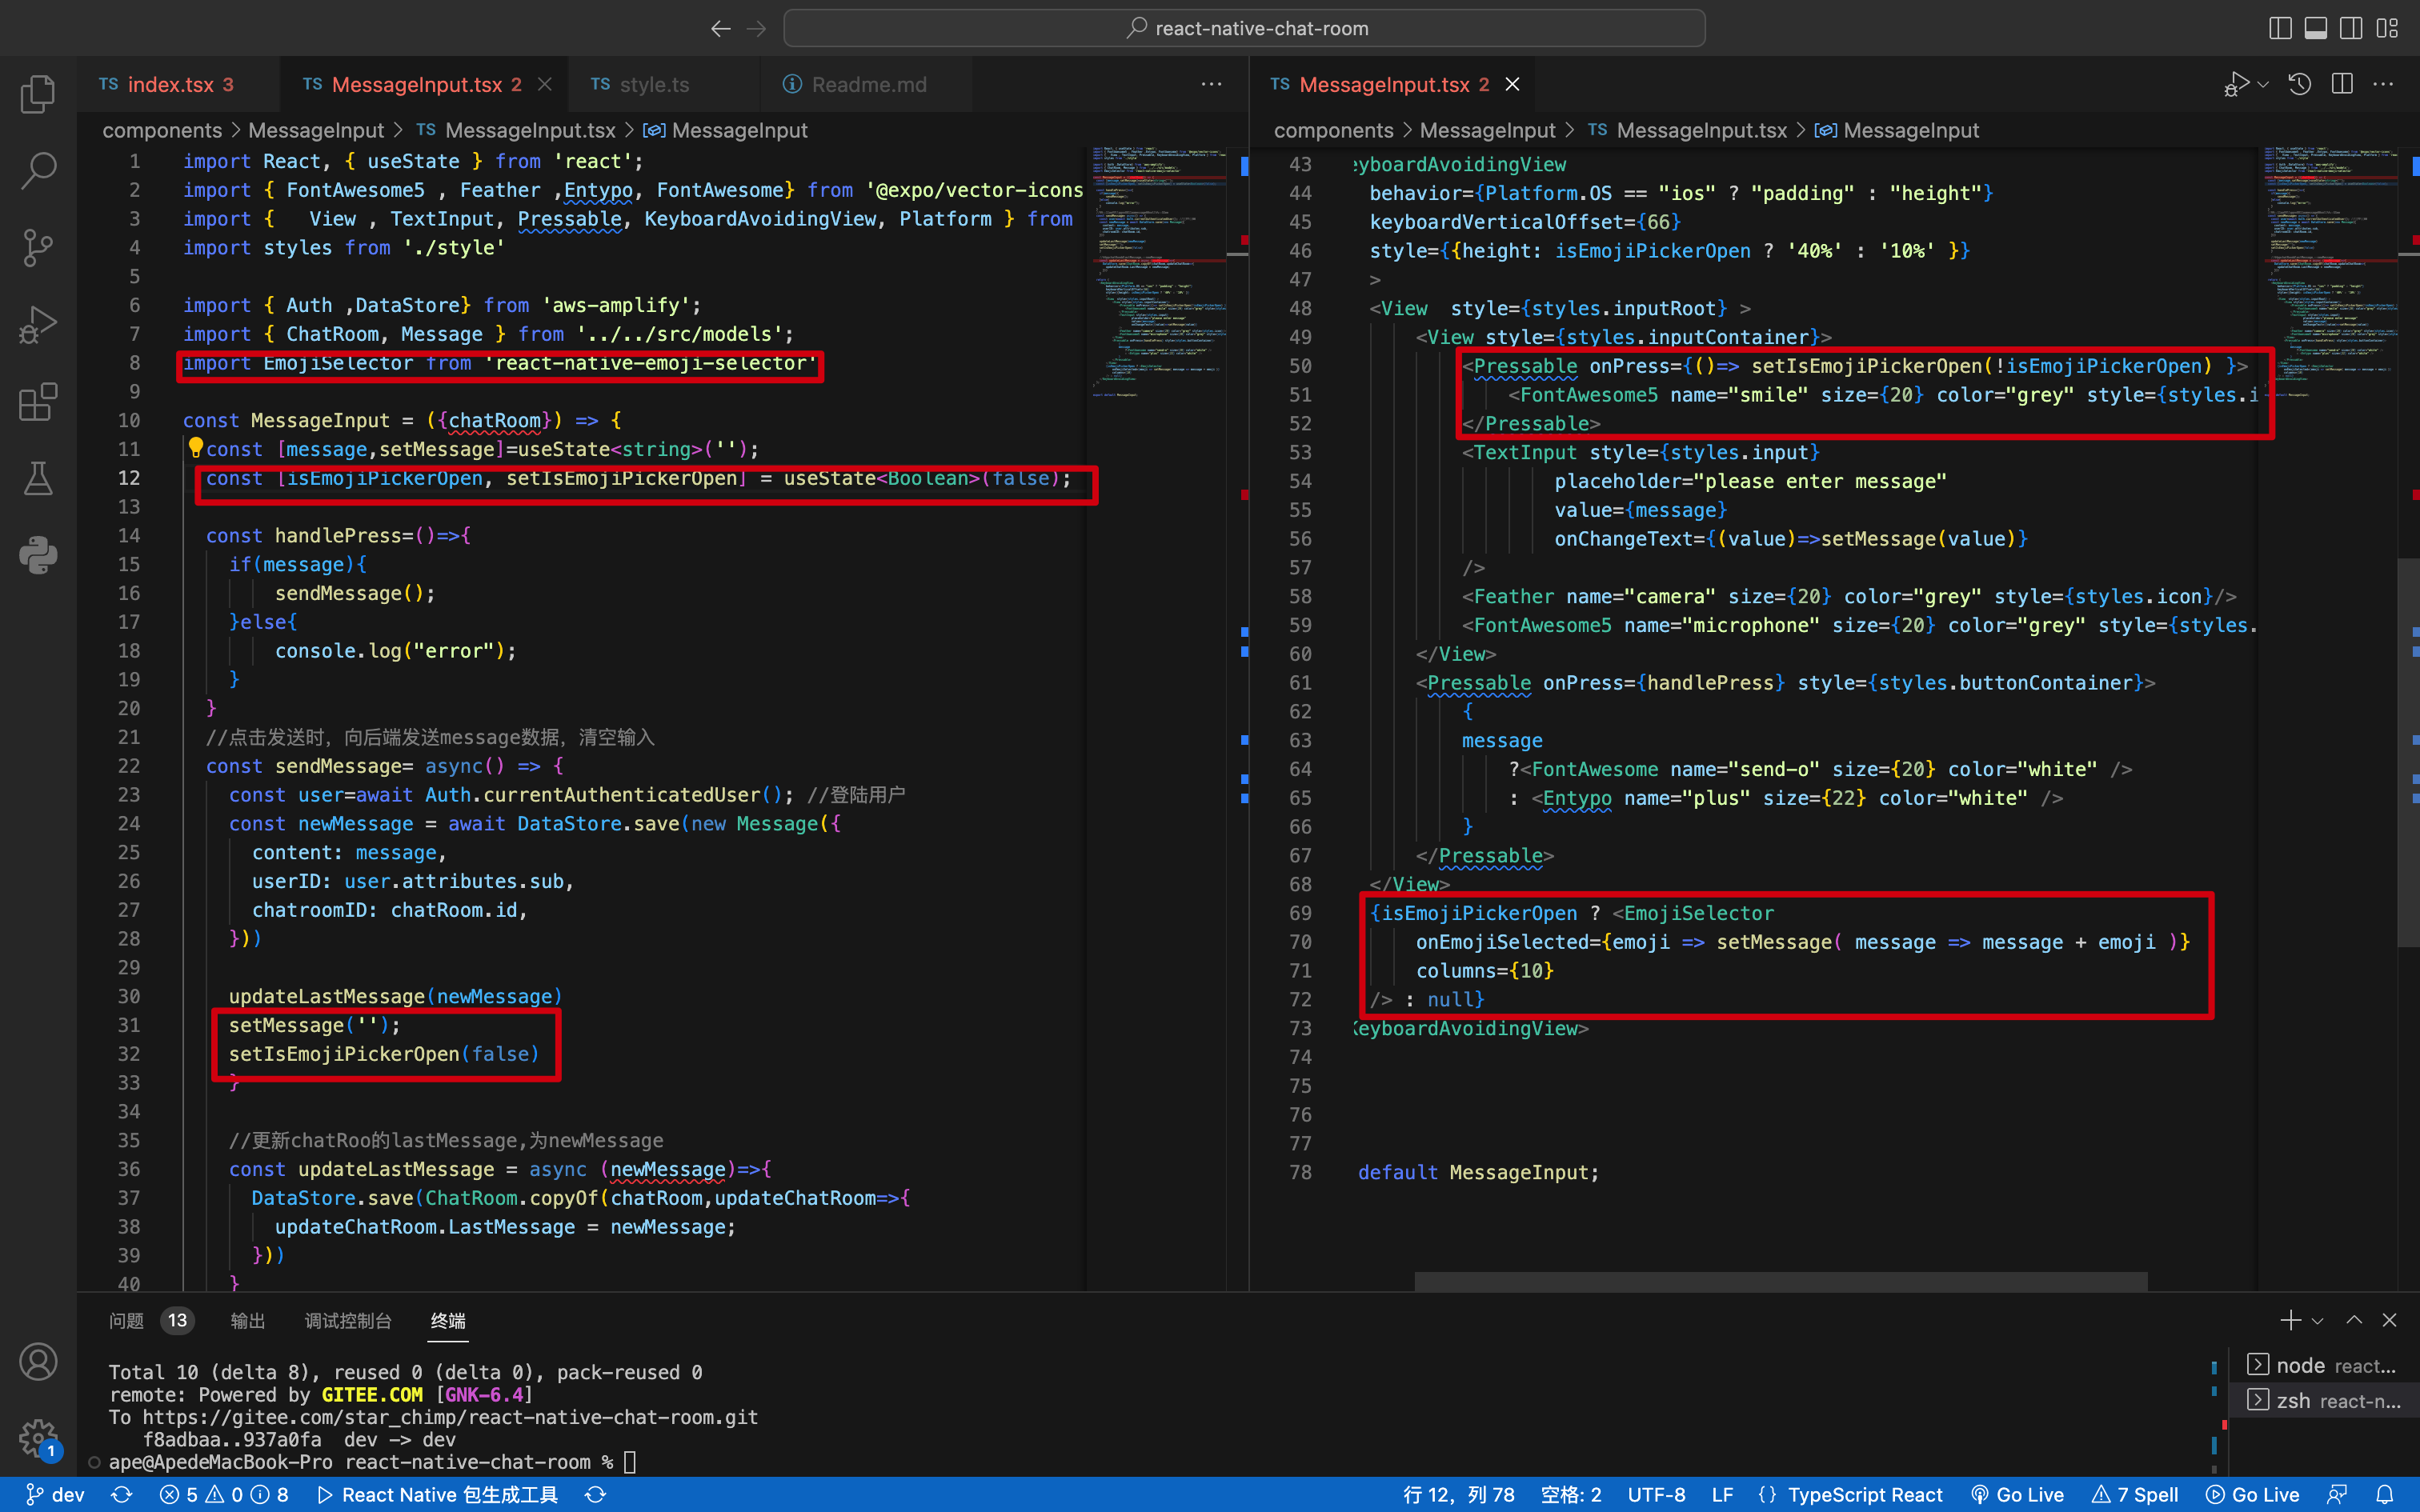 react-native-chat-room
TS index.tsx 3
TS MessageInput.tsx 2
TS style.ts
Readme.md
components > MessageInput > TS MessageInput.tsx > MessageInput
1 import React, { useState } from 'react';
2 import { FontAwesome5 , Feather ,Entypo, FontAwesome} from '@expo/vector-icons
3 import {   View , TextInput, Pressable, KeyboardAvoidingView, Platform } from
4 import styles from './style'
5
6 import { Auth ,DataStore} from 'aws-amplify';
7 import { ChatRoom, Message } from '../../src/models';
8 import EmojiSelector from 'react-native-emoji-selector'
9
10 const MessageInput = ({chatRoom}) => {
11 const [message,setMessage]=useState<string>('');
12 const [isEmojiPickerOpen, setIsEmojiPickerOpen] = useState<Boolean>(false);
13
14 const handlePress=()=>{
15 if(message){
16 sendMessage();
17 }else{
18 console.log("error");
19 }
20 }
21 //点击发送时，向后端发送message数据，清空输入
22 const sendMessage= async() => {
23 const user=await Auth.currentAuthenticatedUser(); //登陆用户
24 const newMessage = await DataStore.save(new Message({
25 content: message,
26 userID: user.attributes.sub,
27 chatroomID: chatRoom.id,
28 }))
29
30 updateLastMessage(newMessage)
31 setMessage('');
32 setIsEmojiPickerOpen(false)
33 }
34
35 //更新chatRoo的lastMessage,为newMessage
36 const updateLastMessage = async (newMessage)=>{
37 DataStore.save(ChatRoom.copyOf(chatRoom,updateChatRoom=>{
38 updateChatRoom.LastMessage = newMessage;
39 }))
40 }
TS MessageInput.tsx 2
components > MessageInput > TS MessageInput.tsx > MessageInput
43 eyboardAvoidingView
44 behavior={Platform.OS == "ios" ? "padding" : "height"}
45 keyboardVerticalOffset={66}
46 style={{height: isEmojiPickerOpen ? '40%' : '10%' }}
47 >
48 <View  style={styles.inputRoot} >
49 <View style={styles.inputContainer}>
50 <Pressable onPress={()=> setIsEmojiPickerOpen(!isEmojiPickerOpen) }>
51 <FontAwesome5 name="smile" size={20} color="grey" style={styles.i
52 </Pressable>
53 <TextInput style={styles.input}
54 placeholder="please enter message"
55 value={message}
56 onChangeText={(value)=>setMessage(value)}
57 />
58 <Feather name="camera" size={20} color="grey" style={styles.icon}/>
59 <FontAwesome5 name="microphone" size={20} color="grey" style={styles.
60 </View>
61 <Pressable onPress={handlePress} style={styles.buttonContainer}>
62 {
63 message
64 ?<FontAwesome name="send-o" size={20} color="white" />
65 : <Entypo name="plus" size={22} color="white" />
66 }
67 </Pressable>
68 </View>
69 {isEmojiPickerOpen ? <EmojiSelector
70 onEmojiSelected={emoji => setMessage( message => message + emoji )}
71 columns={10}
72 /> : null}
73 KeyboardAvoidingView>
74
75
76
77
78 default MessageInput;
问题 13 输出 调试控制台 终端
Total 10 (delta 8), reused 0 (delta 0), pack-reused 0
remote: Powered by GITEE.COM [GNK-6.4]
To https://gitee.com/star_chimp/react-native-chat-room.git
f8adbaa..937a0fa  dev -> dev
ape@ApedeMacBook-Pro react-native-chat-room %
node react...
zsh react-n...
1
dev 5 0 8 React Native 包生成工具 行 12，列 78 空格: 2 UTF-8 LF {} TypeScript React Go Live 7 Spell Go Live